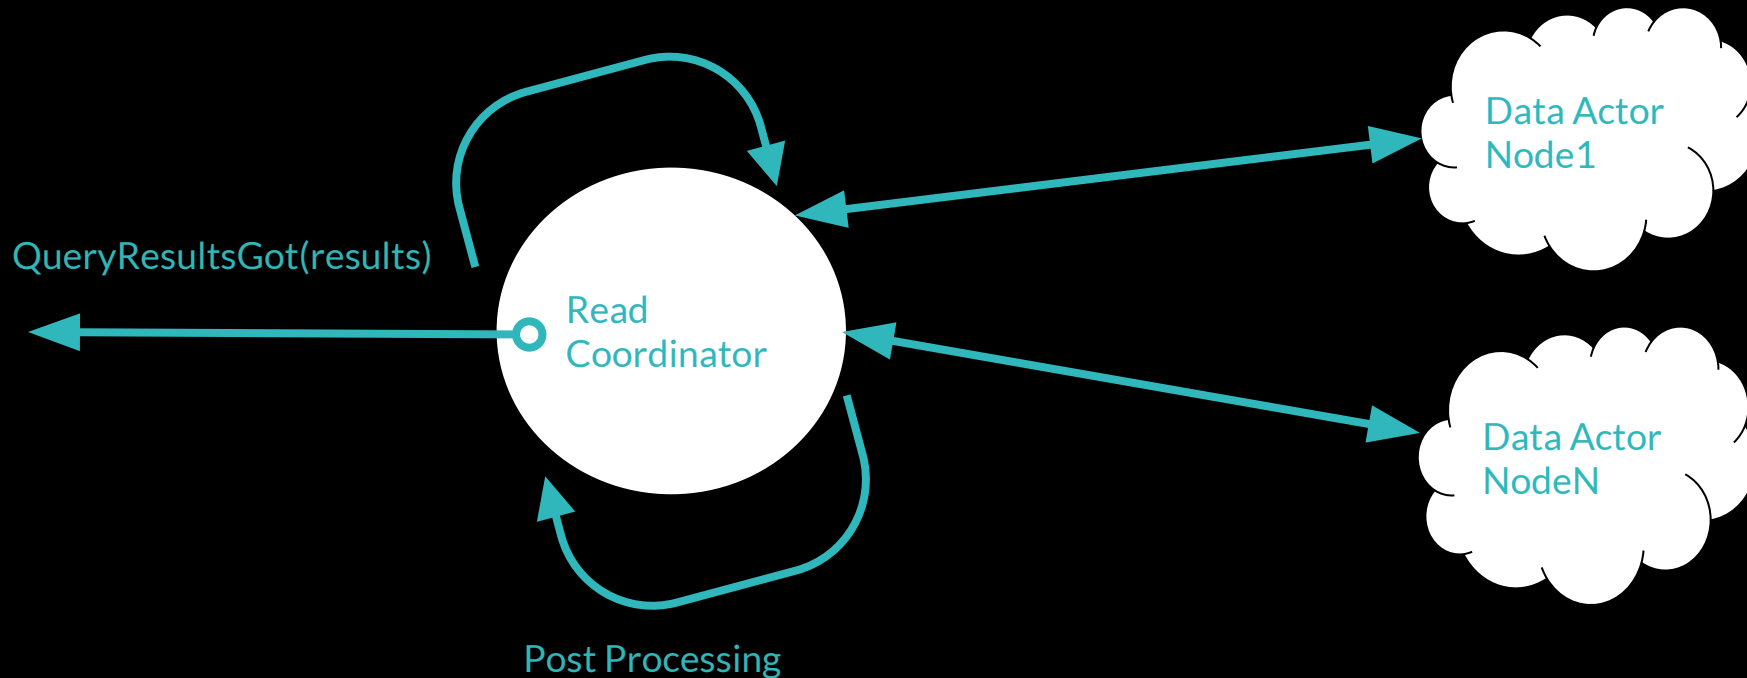 QueryResultsGot(results)
Read
Coordinator
Data Actor
Node1
Data Actor
NodeN
Post Processing